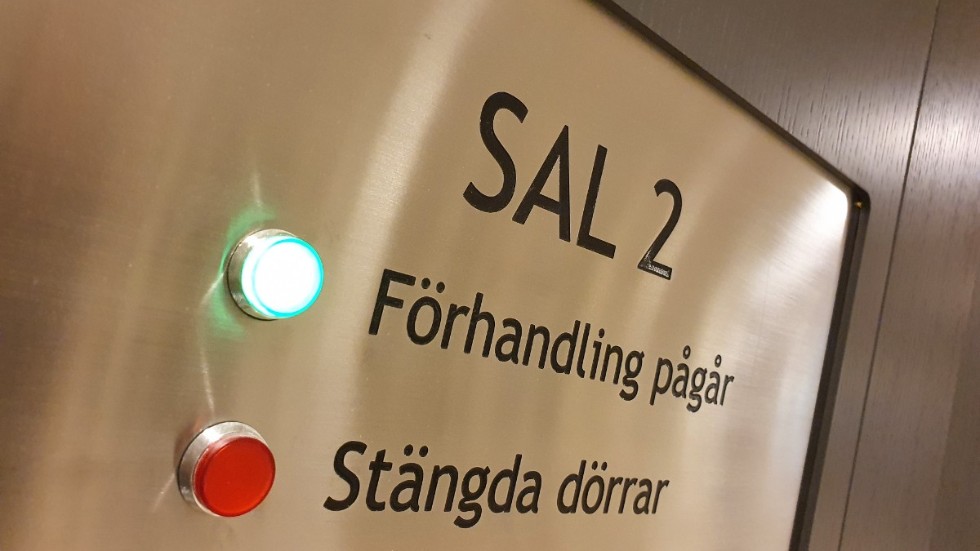 SAL 2
Förhandling pågår
Stängda dörrar